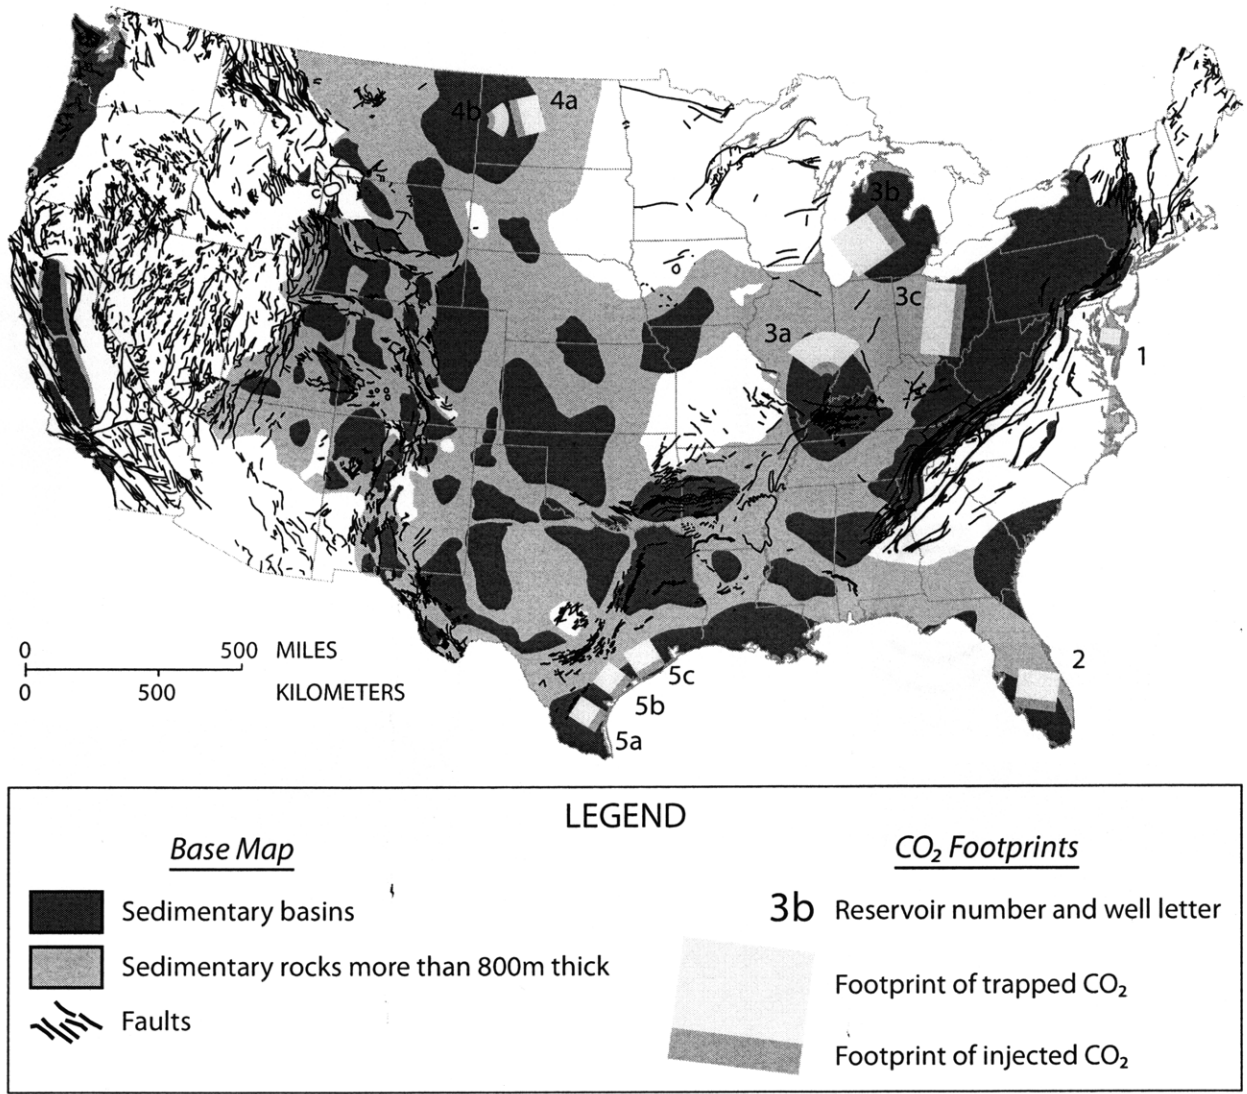 4b
4a
3b
3c
3a
1
0 500 MILES
0 500 KILOMETERS
2
5c
5b
5a
LEGEND
Base Map
Sedimentary basins
Sedimentary rocks more than 800m thick
Faults
CO₂ Footprints
3b Reservoir number and well letter
Footprint of trapped CO₂
Footprint of injected CO₂